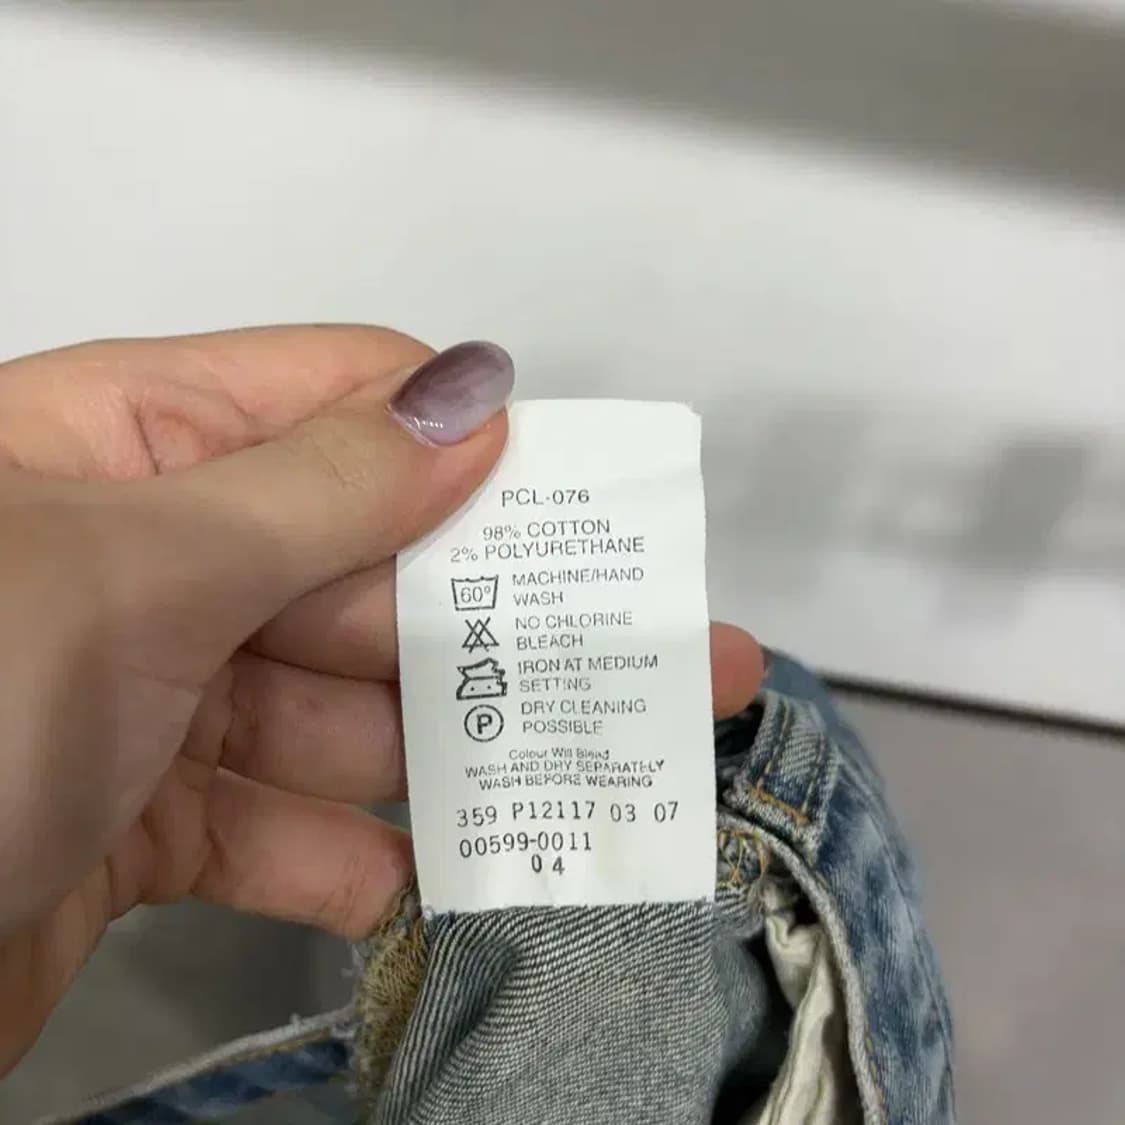 PCL-076
98% COTTON
2% POLYURETHANE
60° MACHINE/HAND
WASH
NO CHLORINE
BLEACH
IRON AT MEDIUM
SETTING
P DRY CLEANING
POSSIBLE
Colour Will Bleed
WASH AND DRY SEPARATELY
WASH BEFORE WEARING
359 P12117 03 07
00599-0011
04